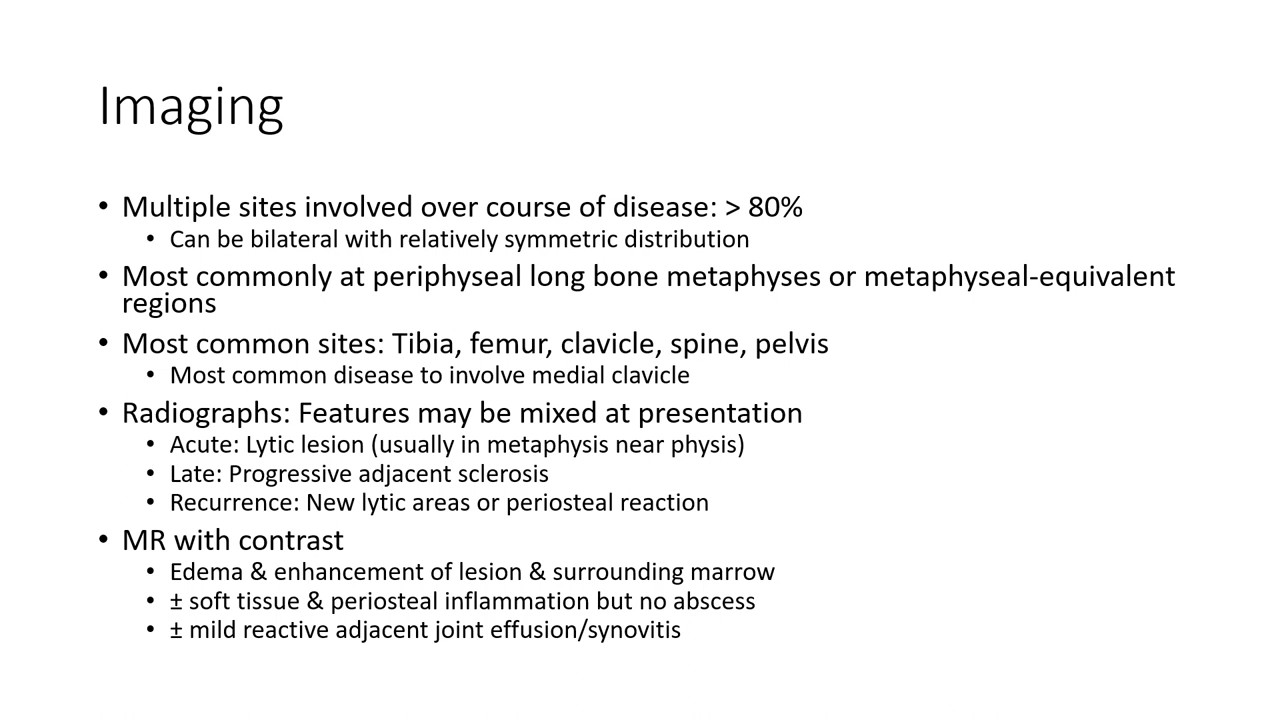 Imaging
• Multiple sites involved over course of disease: > 80%
• Can be bilateral with relatively symmetric distribution
• Most commonly at periphyseal long bone metaphyses or metaphyseal-equivalent
regions
• Most common sites: Tibia, femur, clavicle, spine, pelvis
• Most common disease to involve medial clavicle
• Radiographs: Features may be mixed at presentation
• Acute: Lytic lesion (usually in metaphysis near physis)
• Late: Progressive adjacent sclerosis
• Recurrence: New lytic areas or periosteal reaction
• MR with contrast
• Edema & enhancement of lesion & surrounding marrow
• ± soft tissue & periosteal inflammation but no abscess
• ± mild reactive adjacent joint effusion/synovitis